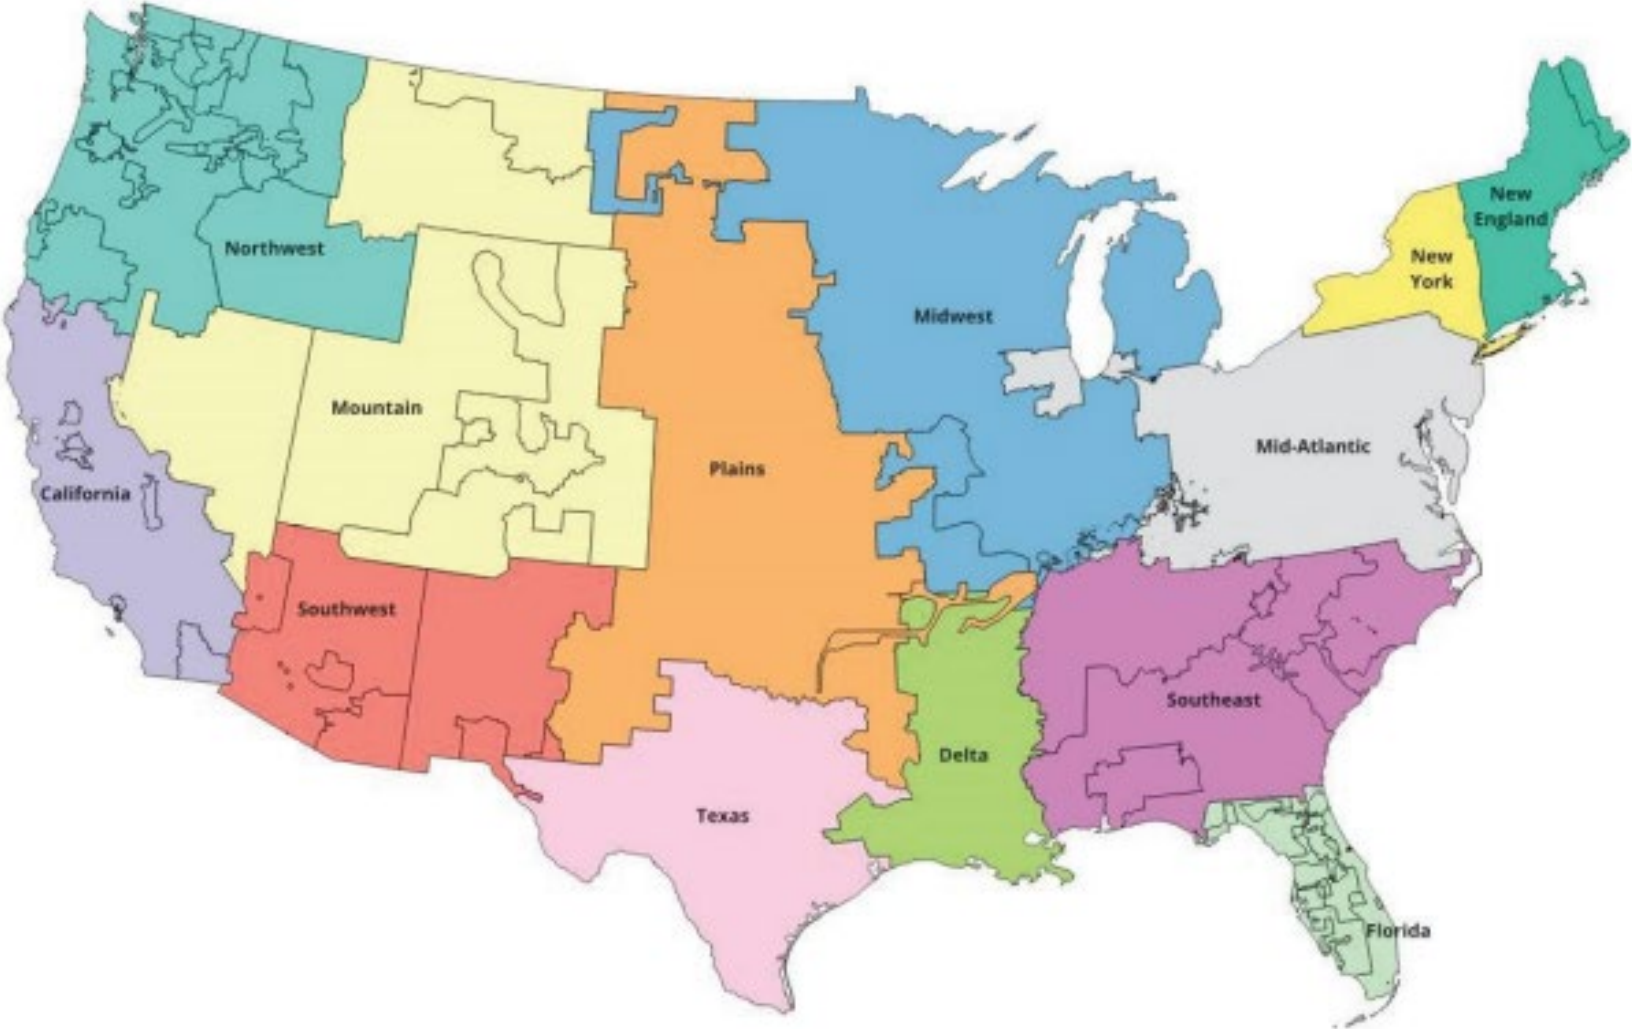 New
England
New
York
Northwest
Midwest
Mountain
Mid-Atlantic
Plains
California
Southwest
Southeast
Delta
Texas
Florida